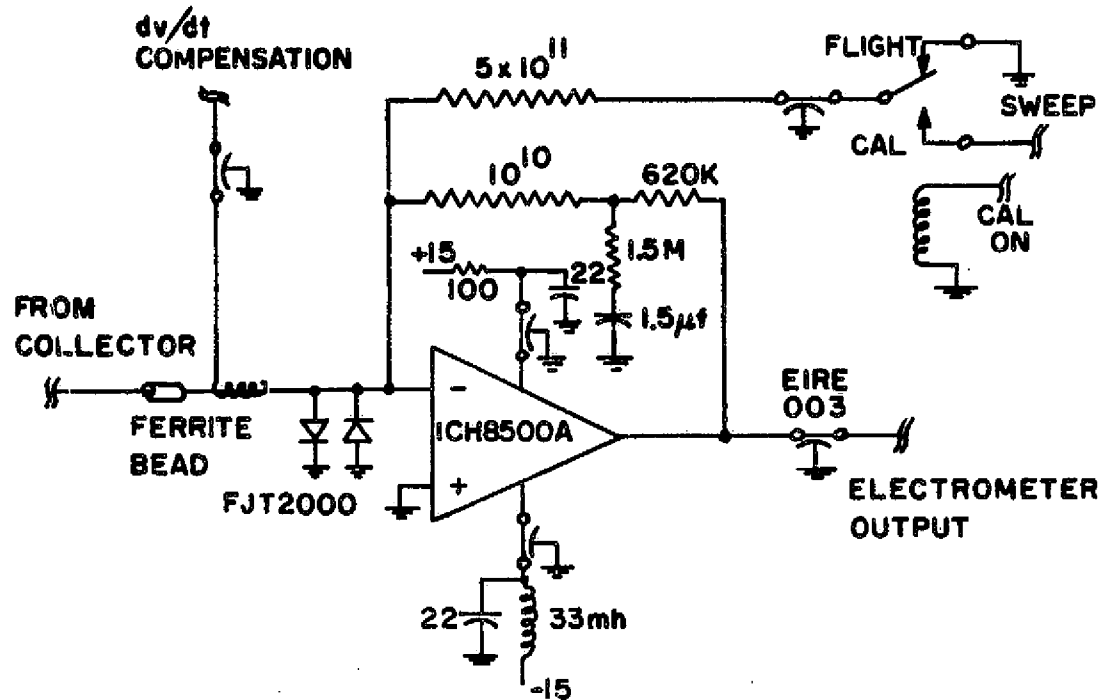 dv/dt
COMPENSATION
5 x 10^11
FLIGHT
SWEEP
CAL
10^10
620K
CAL
ON
+15
100
22
1.5M
1.5µf
FROM
COLLECTOR
FERRITE
BEAD
FJT2000
-
ICH8500A
+
EIRE
003
ELECTROMETER
OUTPUT
22
33mh
-15